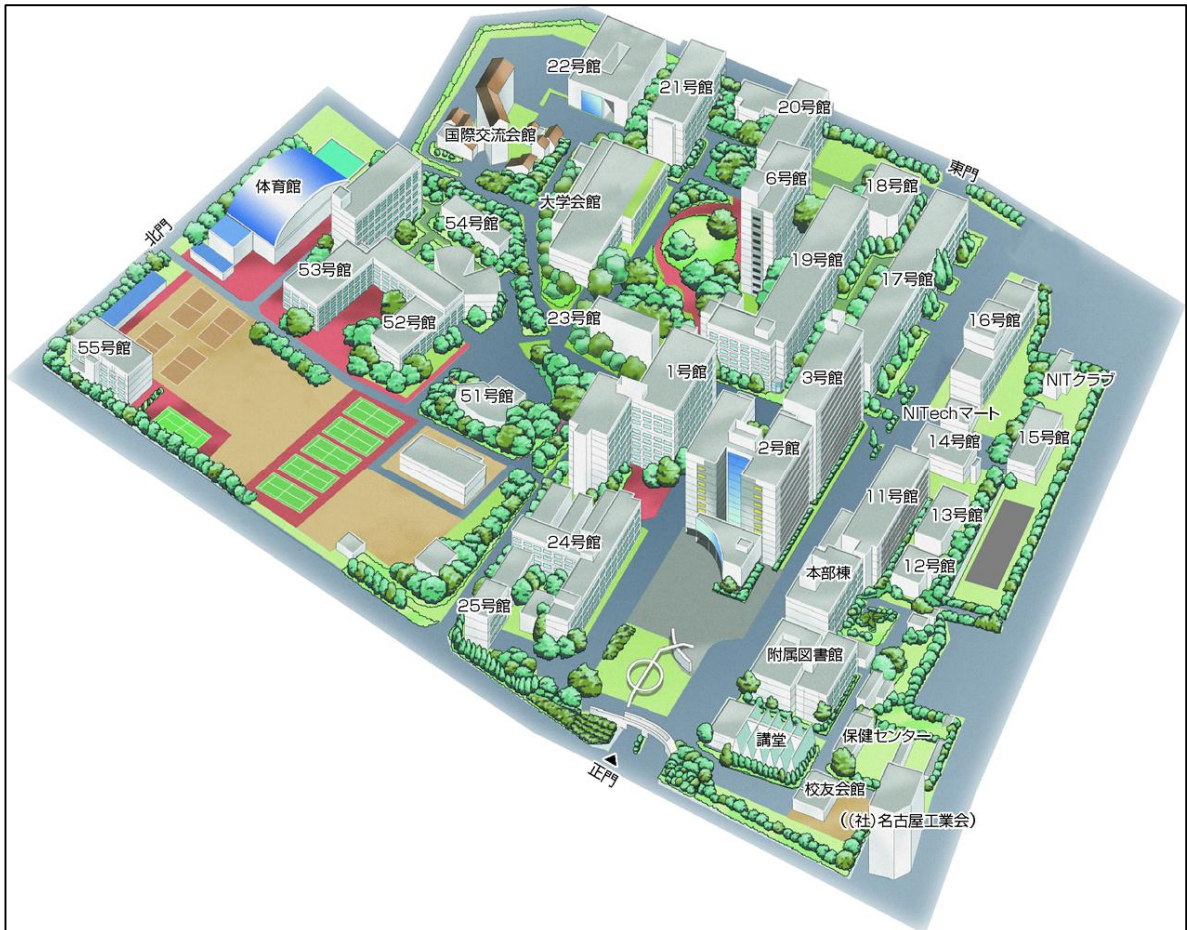 22号館
21号館
20号館
国際交流会館
東門
体育館
6号館
18号館
大学会館
54号館
北門
19号館
53号館
17号館
52号館
23号館
16号館
55号館
1号館
3号館
NITクラブ
51号館
NITechマート
2号館
14号館
15号館
11号館
13号館
24号館
12号館
本部棟
25号館
附属図書館
講堂
保健センター
正門
校友会館
((社)名古屋工業会)